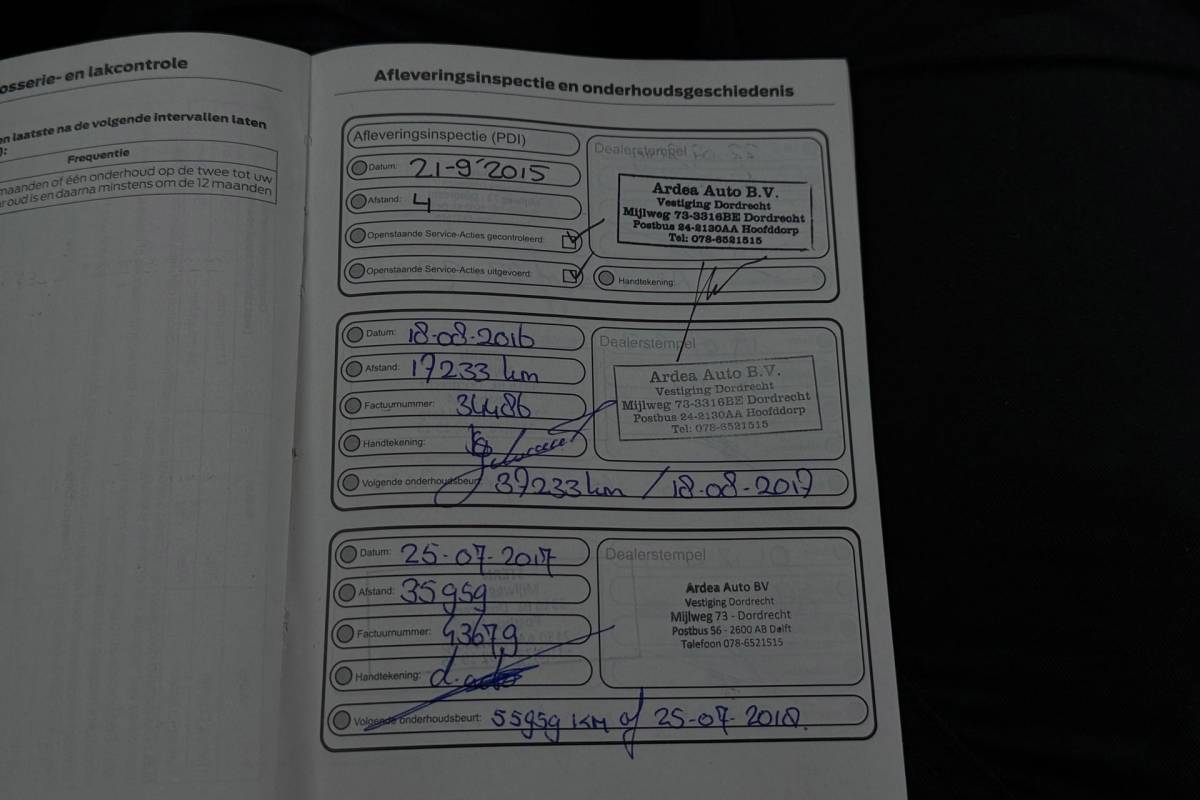 osserie- en lakcontrole
en laatste na de volgende intervallen laten
):
Frequentie
maanden of één onderhoud op de twee tot uw
oud is en daarna minstens om de 12 maanden
Afleveringsinspectie en onderhoudsgeschiedenis
Afleveringsinspectie (PDI)
Datum: 21-9-2015
Afstand: 4
Openstaande Service-Acties gecontroleerd:
Openstaande Service-Acties uitgevoerd:
Dealerstempel
Ardea Auto B.V.
Vestiging Dordrecht
Mijlweg 73-3316BE Dordrecht
Postbus 24-2130AA Hoofddorp
Tel: 078-6521515
Handtekening:
Datum: 18-08-2016
Afstand: 17233 km
Factuurnummer: 34486
Handtekening:
Dealerstempel
Ardea Auto B.V.
Vestiging Dordrecht
Mijlweg 73-3316BE Dordrecht
Postbus 24-2130AA Hoofddorp
Tel: 078-6521515
Volgende onderhoudsbeurt: 37233 km / 18-08-2017
Datum: 25-07-2017
Afstand: 35959
Factuurnummer: 43679
Handtekening:
Dealerstempel
Ardea Auto BV
Vestiging Dordrecht
Mijlweg 73 - Dordrecht
Postbus 56 - 2600 AB Delft
Telefoon 078-6521515
Volgende onderhoudsbeurt: 55959 KM of 25-07-2018